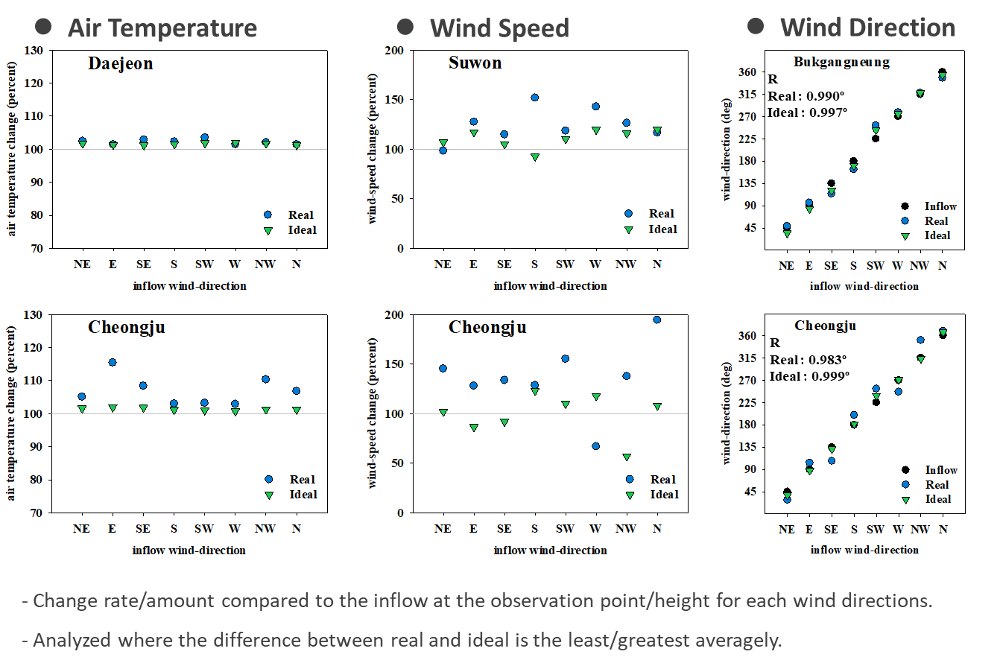 ● Air Temperature
Daejeon
air temperature change (percent)
130
120
110
100
90
80
70
Real
Ideal
NE E SE S SW W NW N
inflow wind-direction
Cheongju
air temperature change (percent)
130
120
110
100
90
80
70
Real
Ideal
NE E SE S SW W NW N
inflow wind-direction
● Wind Speed
Suwon
wind-speed change (percent)
200
150
100
50
0
Real
Ideal
NE E SE S SW W NW N
inflow wind-direction
Cheongju
wind-speed change (percent)
200
150
100
50
0
Real
Ideal
NE E SE S SW W NW N
inflow wind-direction
● Wind Direction
Bukgangneung
R
Real : 0.990º
Ideal : 0.997º
wind-direction (deg)
360
315
270
225
180
135
90
45
Inflow
Real
Ideal
NE E SE S SW W NW N
inflow wind-direction
Cheongju
R
Real : 0.983º
Ideal : 0.999º
wind-direction (deg)
360
315
270
225
180
135
90
45
Inflow
Real
Ideal
NE E SE S SW W NW N
inflow wind-direction
- Change rate/amount compared to the inflow at the observation point/height for each wind directions.
- Analyzed where the difference between real and ideal is the least/greatest averagely.